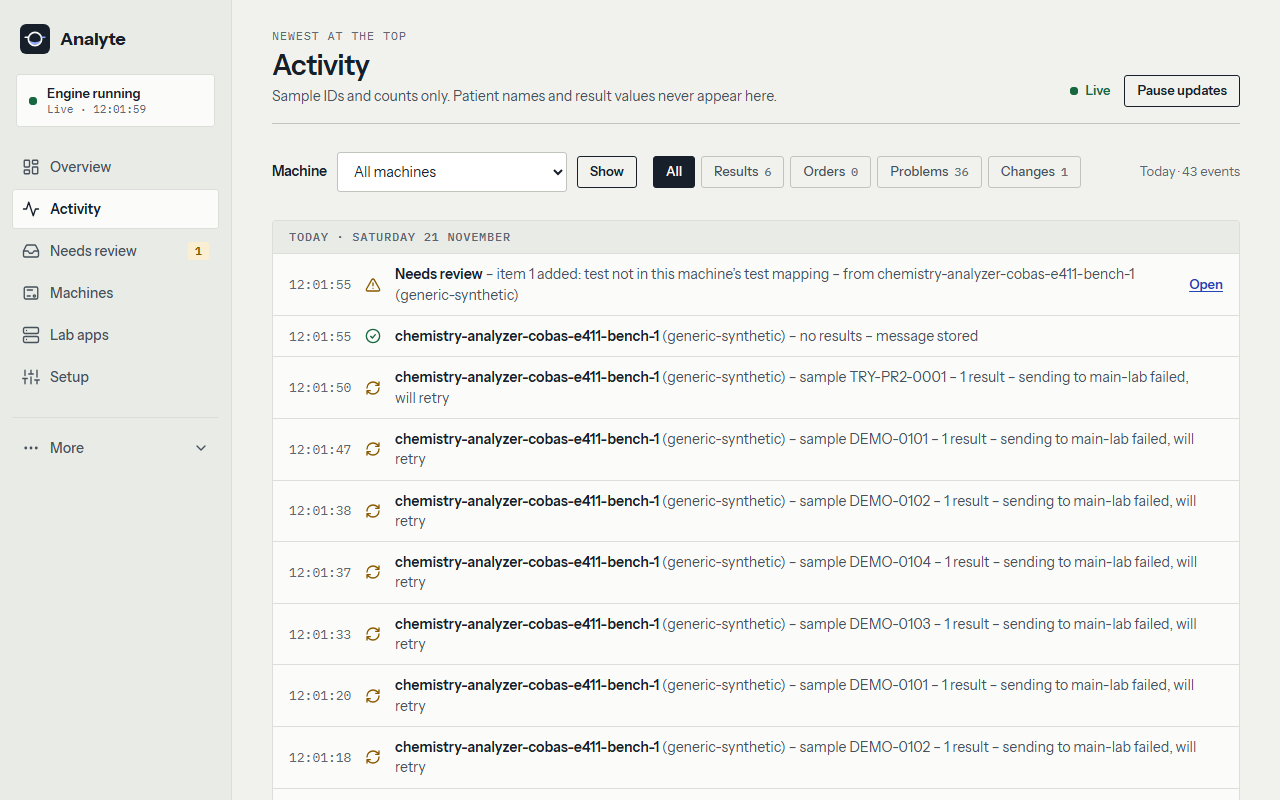 Analyte
Engine running
Live · 12:01:59
Overview
Activity
Needs review 1
Machines
Lab apps
Setup
More
NEWEST AT THE TOP
Activity
Sample IDs and counts only. Patient names and result values never appear here.
Live
Pause updates
Machine
All machines
Show
All
Results 6
Orders 0
Problems 36
Changes 1
Today · 43 events
TODAY · SATURDAY 21 NOVEMBER
12:01:55 Needs review – item 1 added: test not in this machine's test mapping – from chemistry-analyzer-cobas-e411-bench-1
(generic-synthetic)
Open
12:01:55 chemistry-analyzer-cobas-e411-bench-1 (generic-synthetic) – no results – message stored
12:01:50 chemistry-analyzer-cobas-e411-bench-1 (generic-synthetic) – sample TRY-PR2-0001 – 1 result – sending to main-lab failed,
will retry
12:01:47 chemistry-analyzer-cobas-e411-bench-1 (generic-synthetic) – sample DEMO-0101 – 1 result – sending to main-lab failed, will
retry
12:01:38 chemistry-analyzer-cobas-e411-bench-1 (generic-synthetic) – sample DEMO-0102 – 1 result – sending to main-lab failed, will
retry
12:01:37 chemistry-analyzer-cobas-e411-bench-1 (generic-synthetic) – sample DEMO-0104 – 1 result – sending to main-lab failed, will
retry
12:01:33 chemistry-analyzer-cobas-e411-bench-1 (generic-synthetic) – sample DEMO-0103 – 1 result – sending to main-lab failed, will
retry
12:01:20 chemistry-analyzer-cobas-e411-bench-1 (generic-synthetic) – sample DEMO-0101 – 1 result – sending to main-lab failed, will
retry
12:01:18 chemistry-analyzer-cobas-e411-bench-1 (generic-synthetic) – sample DEMO-0102 – 1 result – sending to main-lab failed, will
retry